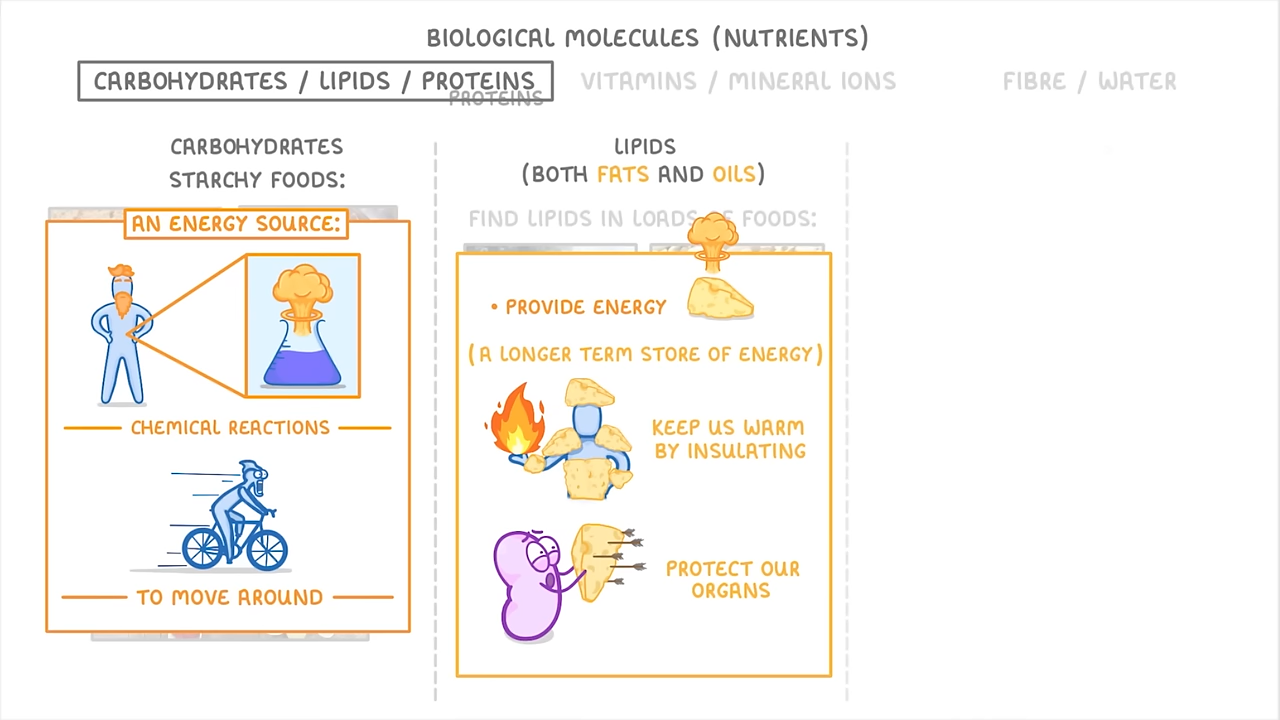 BIOLOGICAL MOLECULES (NUTRIENTS)
CARBOHYDRATES / LIPIDS / PROTEINS
VITAMINS / MINERAL IONS
FIBRE / WATER
PROTEINS
CARBOHYDRATES
STARCHY FOODS:
AN ENERGY SOURCE:
CHEMICAL REACTIONS
TO MOVE AROUND
LIPIDS
(BOTH FATS AND OILS)
FIND LIPIDS IN LOADS OF FOODS:
• PROVIDE ENERGY
(A LONGER TERM STORE OF ENERGY)
KEEP US WARM
BY INSULATING
PROTECT OUR
ORGANS